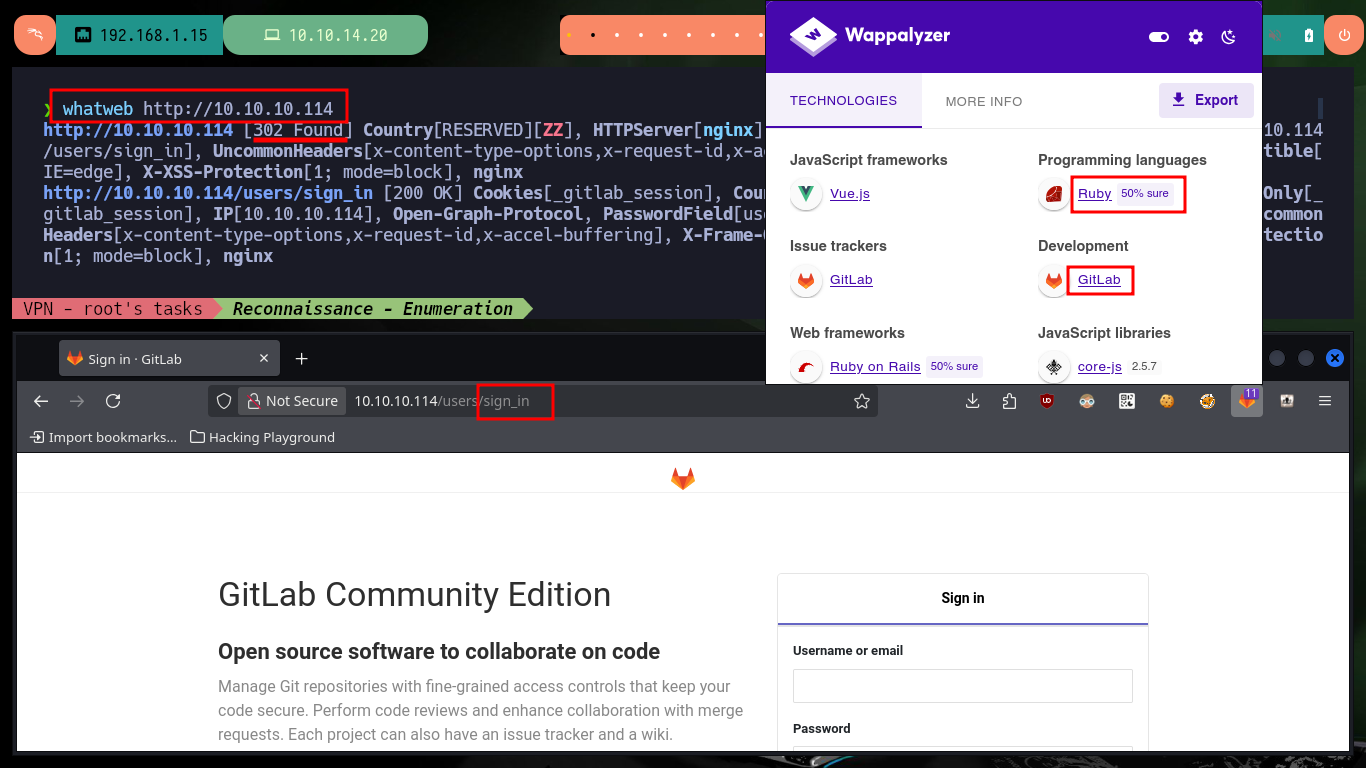 192.168.1.15
10.10.14.20
❯ whatweb http://10.10.10.114
http://10.10.10.114 [302 Found] Country[RESERVED][ZZ], HTTPServer[nginx] 10.114
/users/sign_in], UncommonHeaders[x-content-type-options,x-request-id,x-ac tible[
IE=edge], X-XSS-Protection[1; mode=block], nginx
http://10.10.10.114/users/sign_in [200 OK] Cookies[_gitlab_session], Cou Only[_
gitlab_session], IP[10.10.10.114], Open-Graph-Protocol, PasswordField[use common
Headers[x-content-type-options,x-request-id,x-accel-buffering], X-Frame- tectio
n[1; mode=block], nginx
VPN - root's tasks
Reconnaissance - Enumeration
Wappalyzer
TECHNOLOGIES
MORE INFO
Export
JavaScript frameworks
Vue.js
Programming languages
Ruby 50% sure
Issue trackers
GitLab
Development
GitLab
Web frameworks
Ruby on Rails 50% sure
JavaScript libraries
core-js 2.5.7
Sign in · GitLab
Not Secure
10.10.10.114/users/sign_in
11
Import bookmarks...
Hacking Playground
GitLab Community Edition
Open source software to collaborate on code
Manage Git repositories with fine-grained access controls that keep your
code secure. Perform code reviews and enhance collaboration with merge
requests. Each project can also have an issue tracker and a wiki.
Sign in
Username or email
Password